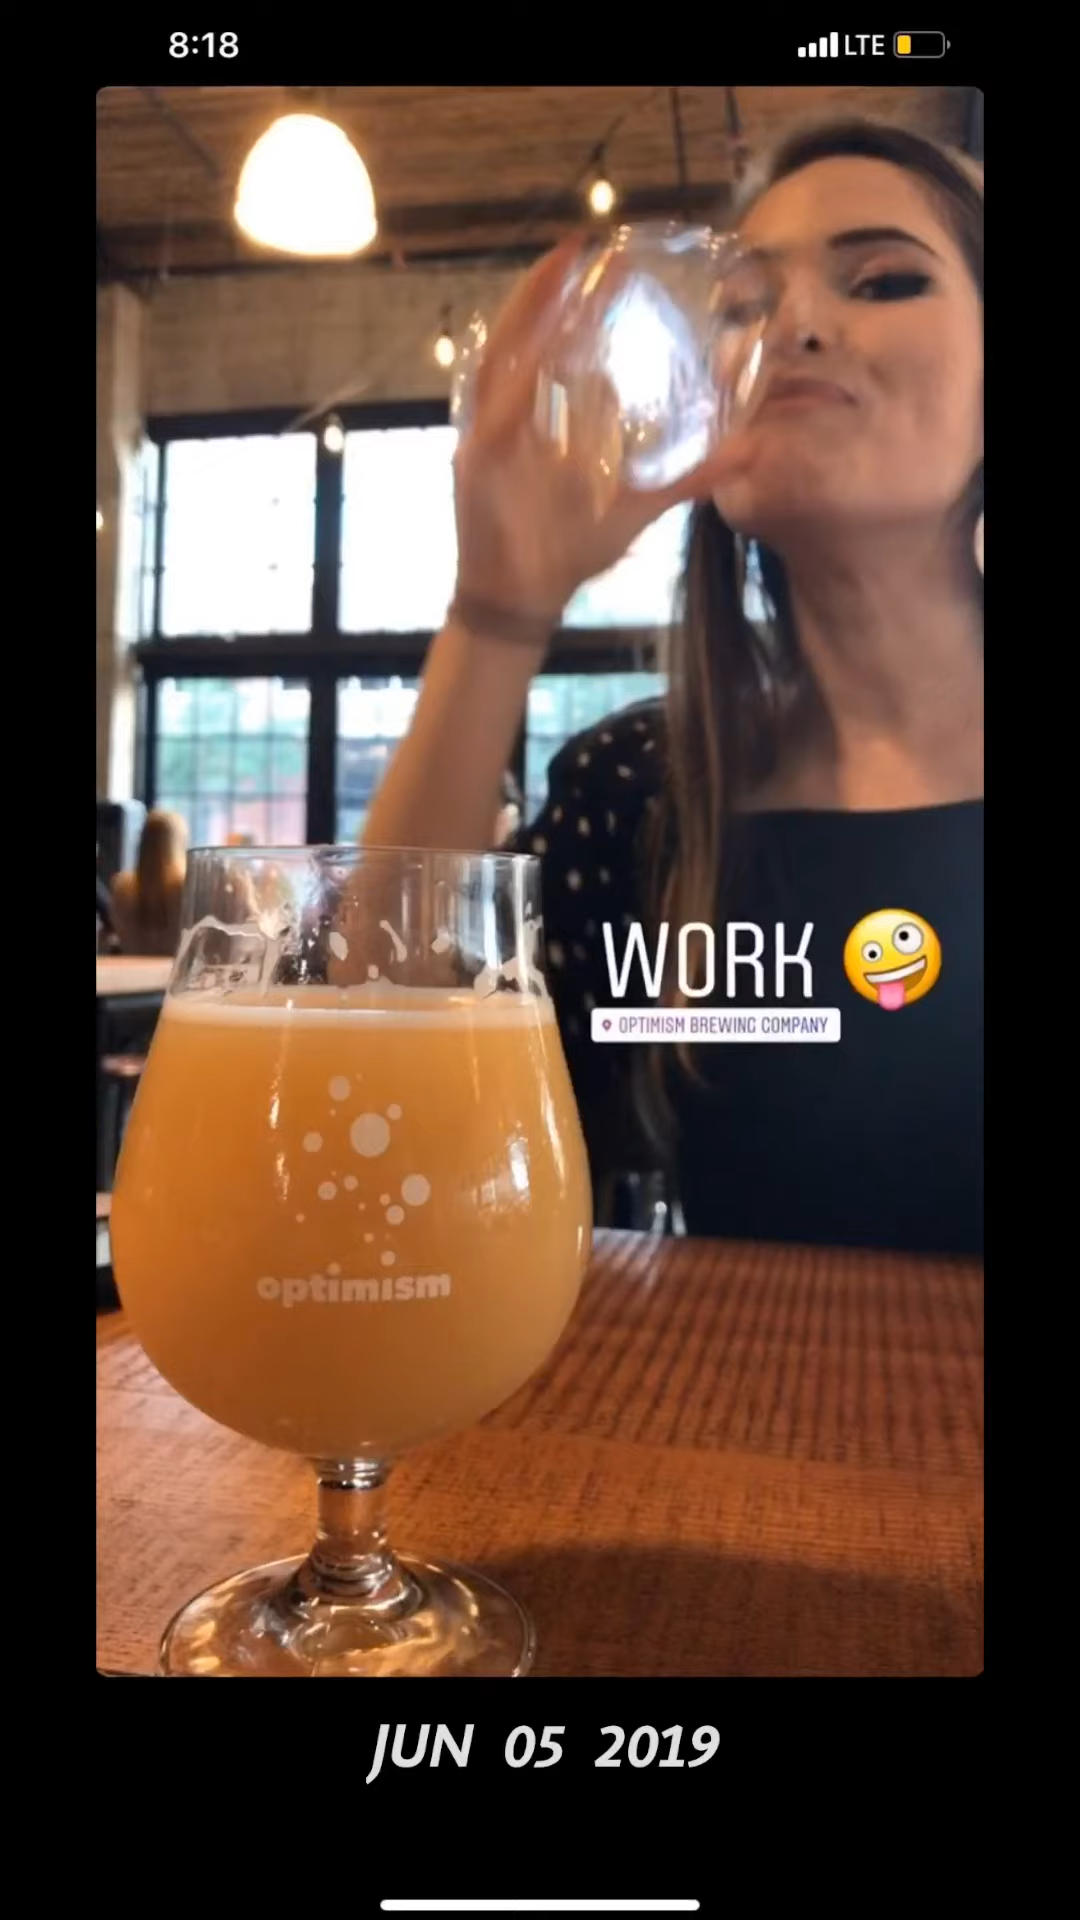 8:18 LTE
WORK 🤪
OPTIMISM BREWING COMPANY
optimism
JUN 05 2019